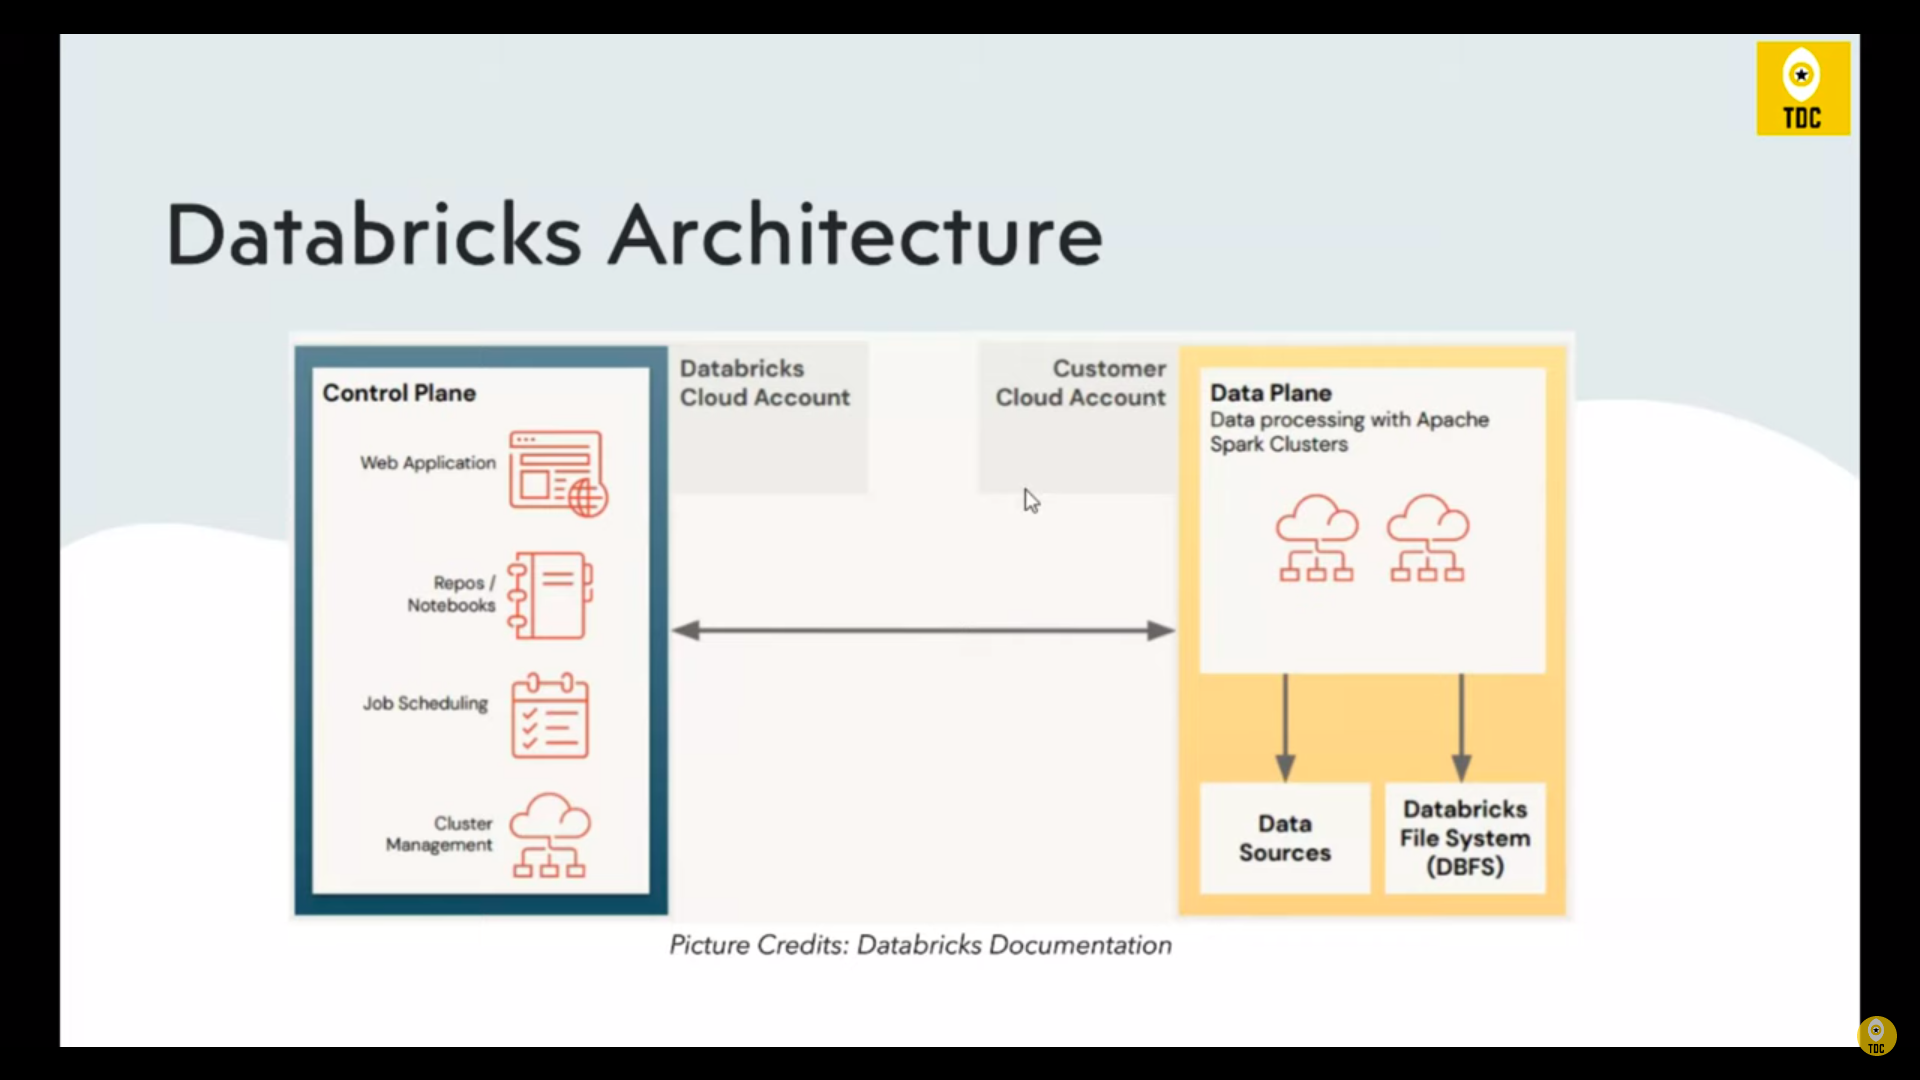 TDC
Databricks Architecture
Control Plane
Web Application
Repos /
Notebooks
Job Scheduling
Cluster
Management
Databricks
Cloud Account
Customer
Cloud Account
Data Plane
Data processing with Apache
Spark Clusters
Data
Sources
Databricks
File System
(DBFS)
Picture Credits: Databricks Documentation
TDC